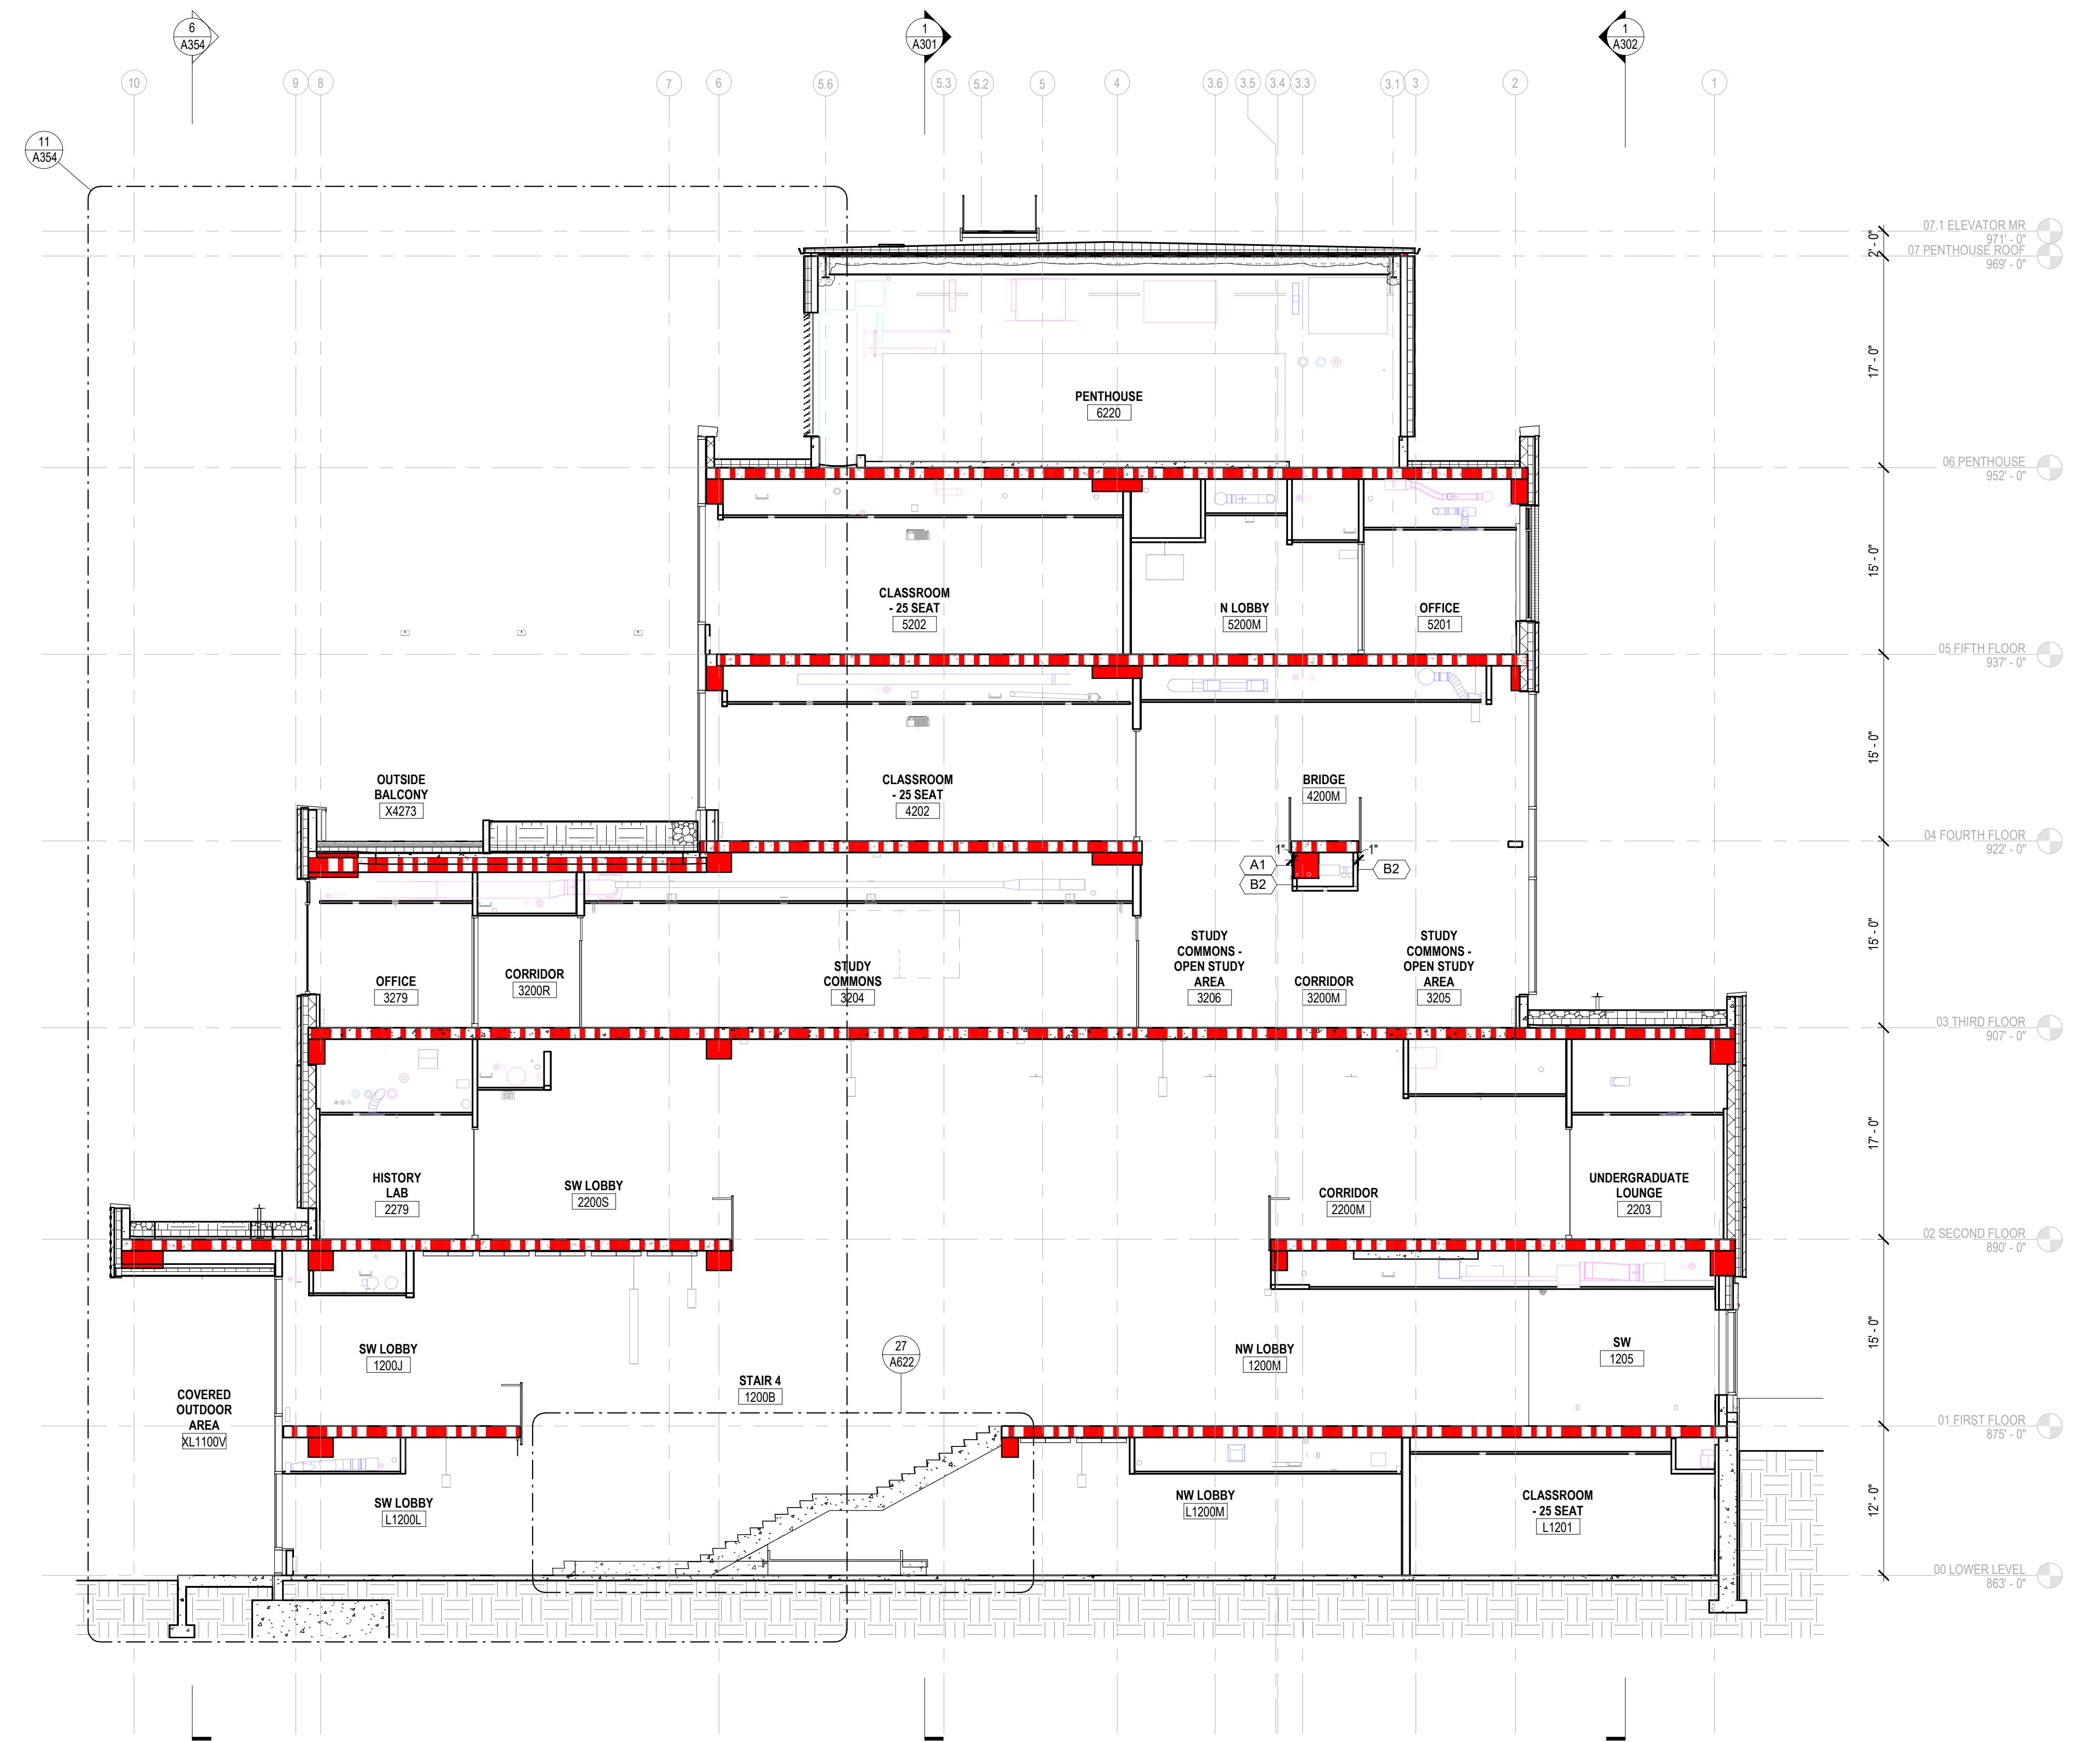 6
A354
1
A301
1
A302
10
9
8
7
6
5.6
5.3
5.2
5
4
3.6
3.5
3.4
3.3
3.1
3
2
1
11
A354
07.1 ELEVATOR MR
971' - 0"
2' - 0"
07 PENTHOUSE ROOF
969' - 0"
17' - 0"
PENTHOUSE
6220
06 PENTHOUSE
952' - 0"
15' - 0"
CLASSROOM
- 25 SEAT
5202
N LOBBY
5200M
OFFICE
5201
05 FIFTH FLOOR
937' - 0"
15' - 0"
OUTSIDE
BALCONY
X4273
CLASSROOM
- 25 SEAT
4202
BRIDGE
4200M
04 FOURTH FLOOR
922' - 0"
1"
1"
A1
B2
B2
15' - 0"
OFFICE
3279
CORRIDOR
3200R
STUDY
COMMONS
3204
STUDY
COMMONS -
OPEN STUDY
AREA
3206
CORRIDOR
3200M
STUDY
COMMONS -
OPEN STUDY
AREA
3205
03 THIRD FLOOR
907' - 0"
EXIT
17' - 0"
HISTORY
LAB
2279
SW LOBBY
2200S
CORRIDOR
2200M
UNDERGRADUATE
LOUNGE
2203
02 SECOND FLOOR
890' - 0"
15' - 0"
SW LOBBY
1200J
27
A622
NW LOBBY
1200M
SW
1205
STAIR 4
1200B
COVERED
OUTDOOR
AREA
XL1100V
01 FIRST FLOOR
875' - 0"
12' - 0"
SW LOBBY
L1200L
NW LOBBY
L1200M
CLASSROOM
- 25 SEAT
L1201
00 LOWER LEVEL
863' - 0"